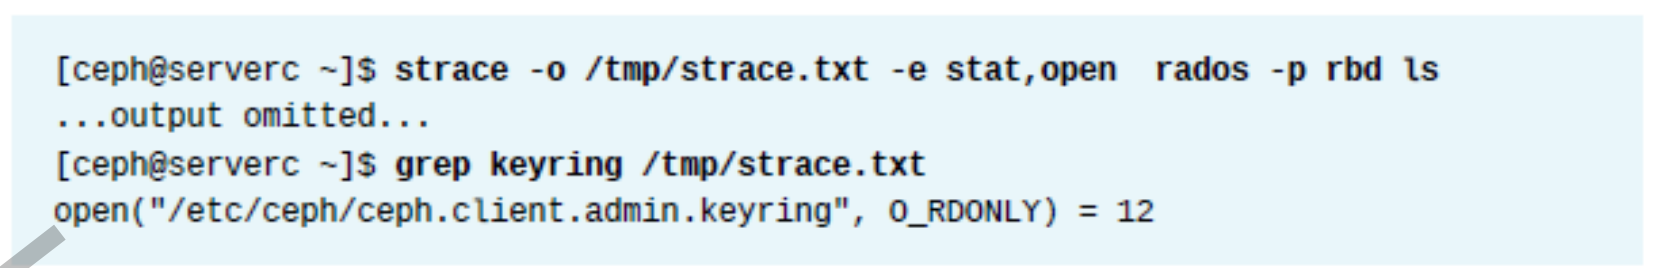 [ceph@serverc ~]$ strace -o /tmp/strace.txt -e stat,open  rados -p rbd ls
...output omitted...
[ceph@serverc ~]$ grep keyring /tmp/strace.txt
open("/etc/ceph/ceph.client.admin.keyring", O_RDONLY) = 12